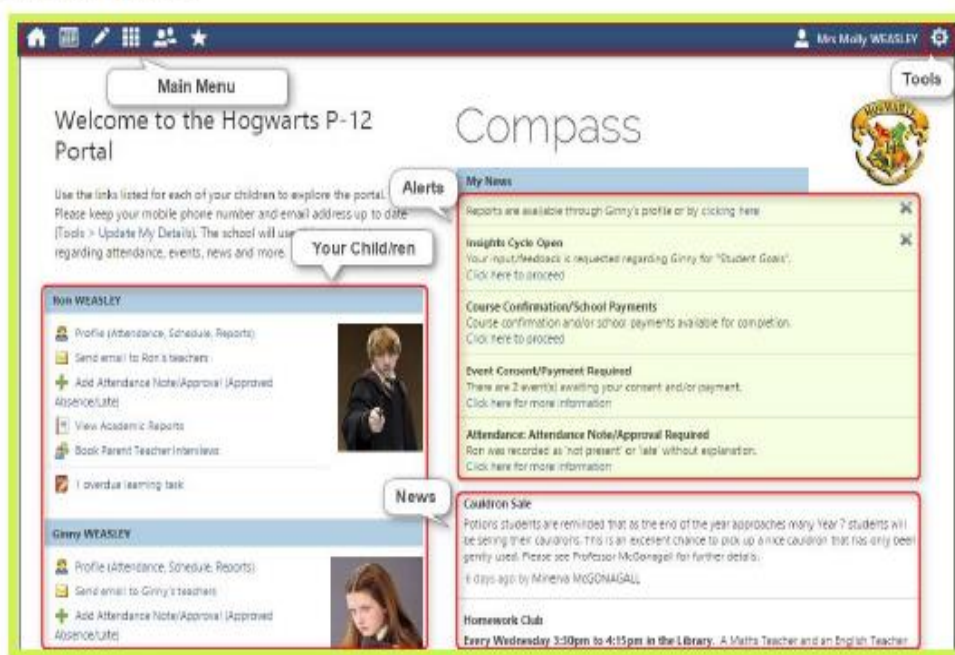 Mrs Molly WEASLEY
Main Menu
Tools
Welcome to the Hogwarts P-12
Portal
Use the links listed for each of your children to explore the portal.
Please keep your mobile phone number and email address up to date
(Tools > Update My Details). The school will use
regarding attendance, events, news and more.
Your Child/ren
Ron WEASLEY
Profile (Attendance, Schedule, Reports)
Send email to Ron's teachers
Add Attendance Note/Approval (Approved
Absence/Late)
View Academic Reports
Book Parent Teacher Interviews
1 overdue learning task
Ginny WEASLEY
Profile (Attendance, Schedule, Reports)
Send email to Ginny's teachers
Add Attendance Note/Approval (Approved
Absence/Late)
Compass
HOGWARTS
Alerts
My News
Reports are available through Ginny's profile or by clicking here
Insights Cycle Open
Your input/feedback is requested regarding Ginny for "Student Goals".
Click here to proceed
Course Confirmation/School Payments
Course confirmation and/or school payments available for completion.
Click here to proceed
Event Consent/Payment Required
There are 2 event(s) awaiting your consent and/or payment.
Click here for more information
Attendance: Attendance Note/Approval Required
Ron was recorded as 'not present' or 'late' without explanation.
Click here for more information
News
Cauldron Sale
Potions students are reminded that as the end of the year approaches many Year 7 students will
be selling their cauldrons. This is an excellent chance to pick up a nice cauldron that has only been
gently used. Please see Professor McGonagall for further details.
6 days ago by Minerva McGONAGALL
Homework Club
Every Wednesday 3:30pm to 4:15pm in the Library. A Maths Teacher and an English Teacher